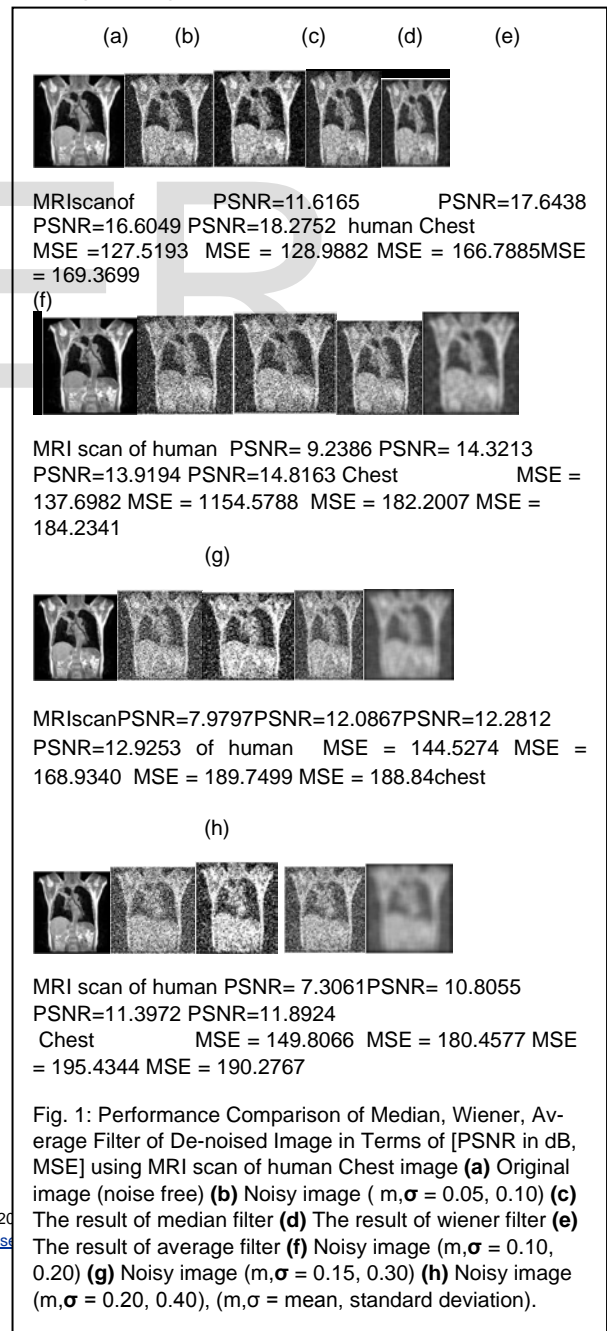 (a) (b) (c) (d) (e)
MRIscanof PSNR=11.6165 PSNR=17.6438
PSNR=16.6049 PSNR=18.2752 human Chest
MSE =127.5193 MSE = 128.9882 MSE = 166.7885MSE
= 169.3699
(f)
MRI scan of human PSNR= 9.2386 PSNR= 14.3213
PSNR=13.9194 PSNR=14.8163 Chest MSE =
137.6982 MSE = 1154.5788 MSE = 182.2007 MSE =
184.2341
(g)
MRIscanPSNR=7.9797PSNR=12.0867PSNR=12.2812
PSNR=12.9253 of human MSE = 144.5274 MSE =
168.9340 MSE = 189.7499 MSE = 188.84chest
(h)
MRI scan of human PSNR= 7.3061PSNR= 10.8055
PSNR=11.3972 PSNR=11.8924
Chest MSE = 149.8066 MSE = 180.4577 MSE
= 195.4344 MSE = 190.2767
Fig. 1: Performance Comparison of Median, Wiener, Av-
erage Filter of De-noised Image in Terms of [PSNR in dB,
MSE] using MRI scan of human Chest image (a) Original
image (noise free) (b) Noisy image ( m,σ = 0.05, 0.10) (c)
The result of median filter (d) The result of wiener filter (e)
The result of average filter (f) Noisy image (m,σ = 0.10,
0.20) (g) Noisy image (m,σ = 0.15, 0.30) (h) Noisy image
(m,σ = 0.20, 0.40), (m,σ = mean, standard deviation).